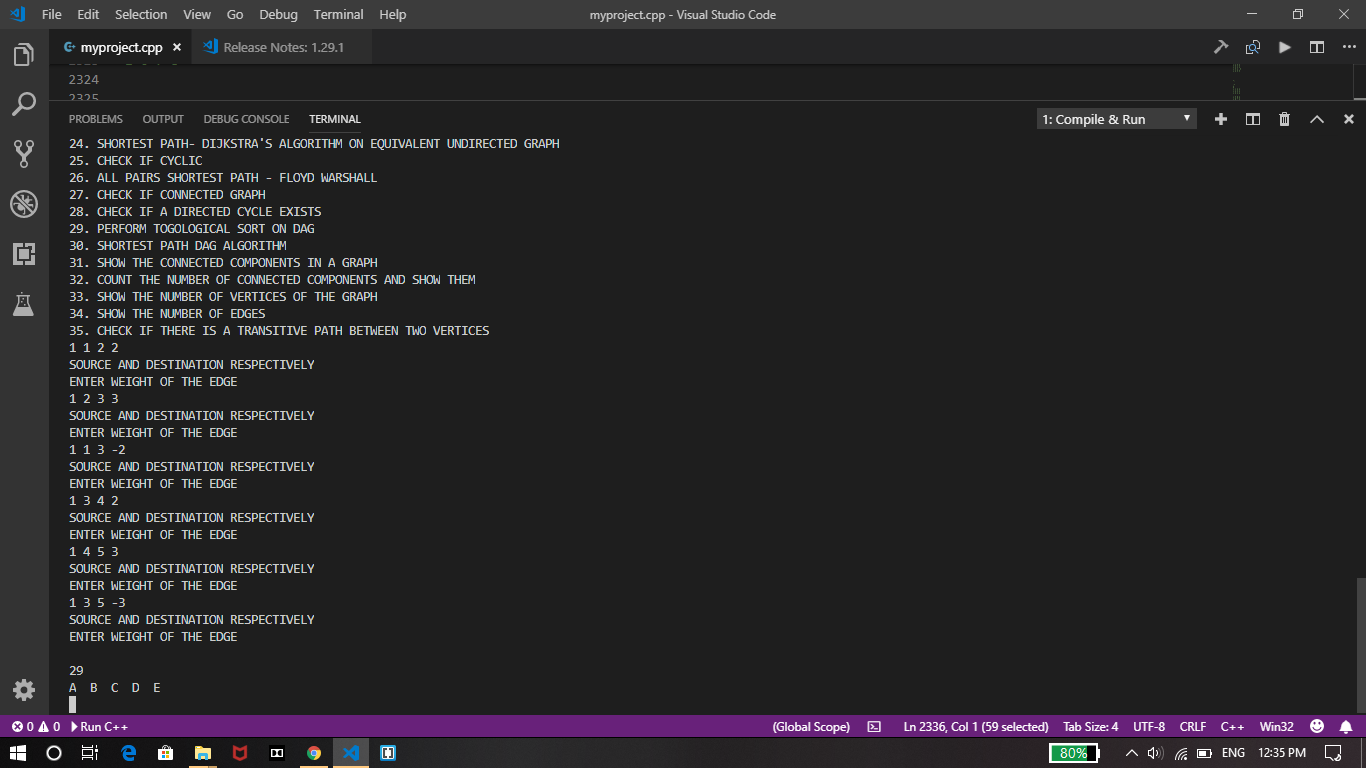 File Edit Selection View Go Debug Terminal Help myproject.cpp - Visual Studio Code
myproject.cpp Release Notes: 1.29.1
2324
2325
PROBLEMS OUTPUT DEBUG CONSOLE TERMINAL 1: Compile & Run
24. SHORTEST PATH- DIJKSTRA'S ALGORITHM ON EQUIVALENT UNDIRECTED GRAPH
25. CHECK IF CYCLIC
26. ALL PAIRS SHORTEST PATH - FLOYD WARSHALL
27. CHECK IF CONNECTED GRAPH
28. CHECK IF A DIRECTED CYCLE EXISTS
29. PERFORM TOGOLOGICAL SORT ON DAG
30. SHORTEST PATH DAG ALGORITHM
31. SHOW THE CONNECTED COMPONENTS IN A GRAPH
32. COUNT THE NUMBER OF CONNECTED COMPONENTS AND SHOW THEM
33. SHOW THE NUMBER OF VERTICES OF THE GRAPH
34. SHOW THE NUMBER OF EDGES
35. CHECK IF THERE IS A TRANSITIVE PATH BETWEEN TWO VERTICES
1 1 2 2
SOURCE AND DESTINATION RESPECTIVELY
ENTER WEIGHT OF THE EDGE
1 2 3 3
SOURCE AND DESTINATION RESPECTIVELY
ENTER WEIGHT OF THE EDGE
1 1 3 -2
SOURCE AND DESTINATION RESPECTIVELY
ENTER WEIGHT OF THE EDGE
1 3 4 2
SOURCE AND DESTINATION RESPECTIVELY
ENTER WEIGHT OF THE EDGE
1 4 5 3
SOURCE AND DESTINATION RESPECTIVELY
ENTER WEIGHT OF THE EDGE
1 3 5 -3
SOURCE AND DESTINATION RESPECTIVELY
ENTER WEIGHT OF THE EDGE
29
A B C D E
0 0 Run C++ (Global Scope) Ln 2336, Col 1 (59 selected) Tab Size: 4 UTF-8 CRLF C++ Win32
80% ENG 12:35 PM